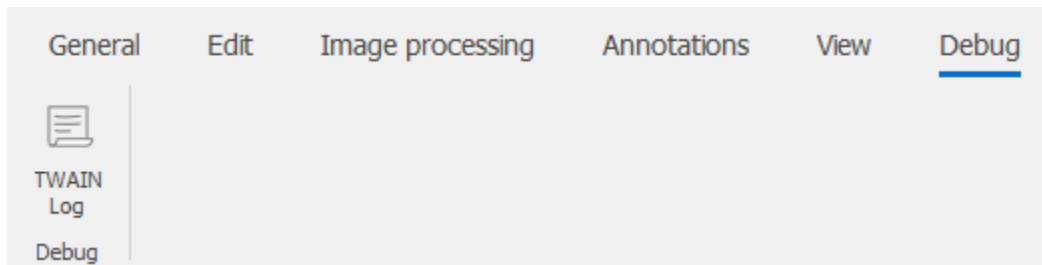 General Edit Image processing Annotations View Debug
TWAIN
Log
Debug